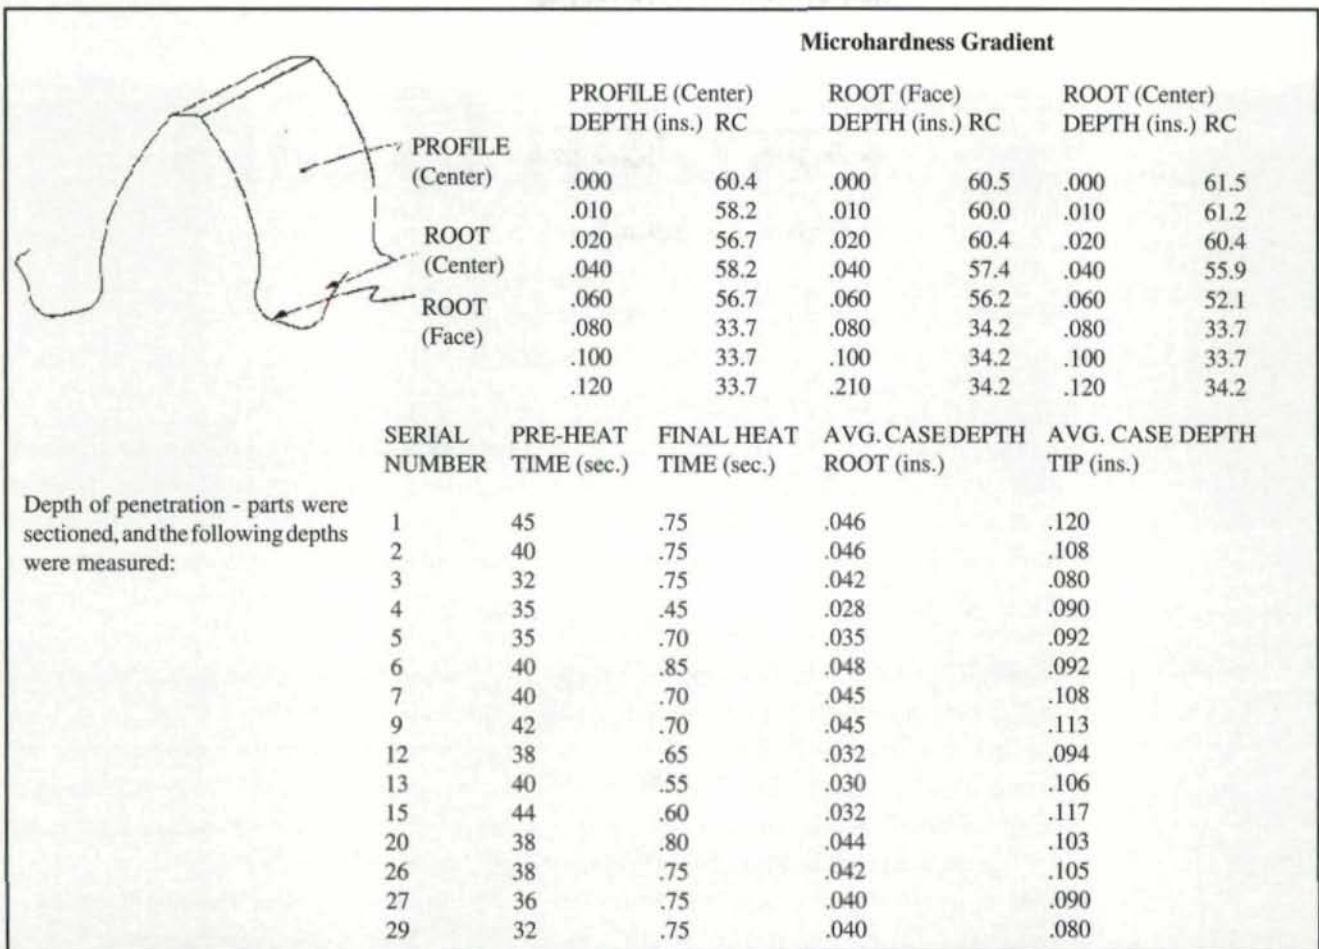 Microhardness Gradient
PROFILE (Center) ROOT (Face) ROOT (Center)
DEPTH (ins.) RC DEPTH (ins.) RC DEPTH (ins.) RC
PROFILE
(Center)
ROOT
(Center)
ROOT
(Face)
.000 60.4 .000 60.5 .000 61.5
.010 58.2 .010 60.0 .010 61.2
.020 56.7 .020 60.4 .020 60.4
.040 58.2 .040 57.4 .040 55.9
.060 56.7 .060 56.2 .060 52.1
.080 33.7 .080 34.2 .080 33.7
.100 33.7 .100 34.2 .100 33.7
.120 33.7 .210 34.2 .120 34.2
Depth of penetration - parts were
sectioned, and the following depths
were measured:
SERIAL PRE-HEAT FINAL HEAT AVG. CASE DEPTH AVG. CASE DEPTH
NUMBER TIME (sec.) TIME (sec.) ROOT (ins.) TIP (ins.)
1 45 .75 .046 .120
2 40 .75 .046 .108
3 32 .75 .042 .080
4 35 .45 .028 .090
5 35 .70 .035 .092
6 40 .85 .048 .092
7 40 .70 .045 .108
9 42 .70 .045 .113
12 38 .65 .032 .094
13 40 .55 .030 .106
15 44 .60 .032 .117
20 38 .80 .044 .103
26 38 .75 .042 .105
27 36 .75 .040 .090
29 32 .75 .040 .080